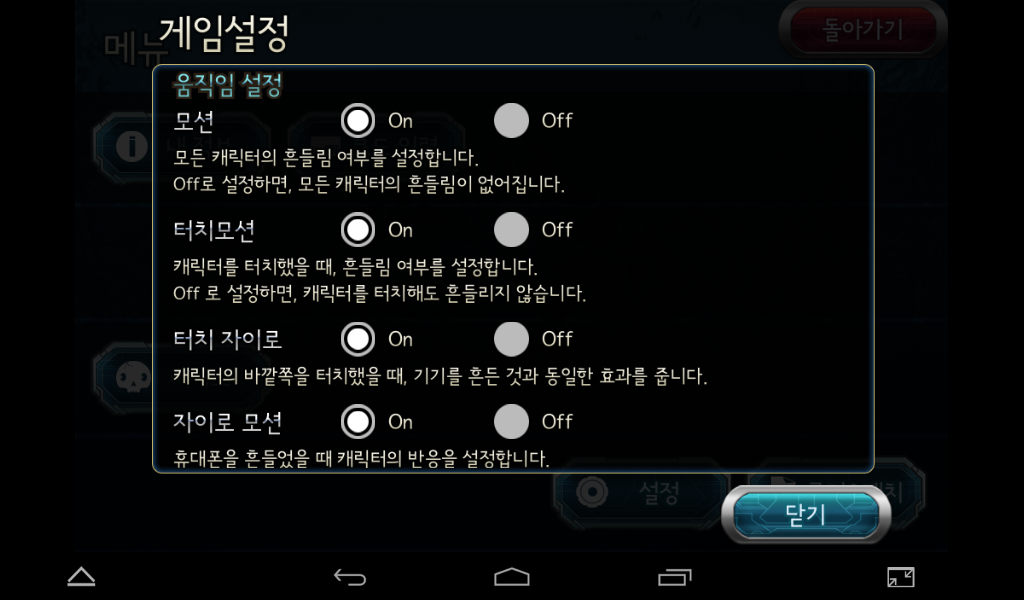 메뉴
게임설정
돌아가기
움직임 설정
모션 On Off
모든 캐릭터의 흔들림 여부를 설정합니다.
Off로 설정하면, 모든 캐릭터의 흔들림이 없어집니다.
터치모션 On Off
캐릭터를 터치했을 때, 흔들림 여부를 설정합니다.
Off 로 설정하면, 캐릭터를 터치해도 흔들리지 않습니다.
터치 자이로 On Off
캐릭터의 바깥쪽을 터치했을 때, 기기를 흔든 것과 동일한 효과를 줍니다.
자이로 모션 On Off
휴대폰을 흔들었을 때 캐릭터의 반응을 설정합니다.
설정
닫기